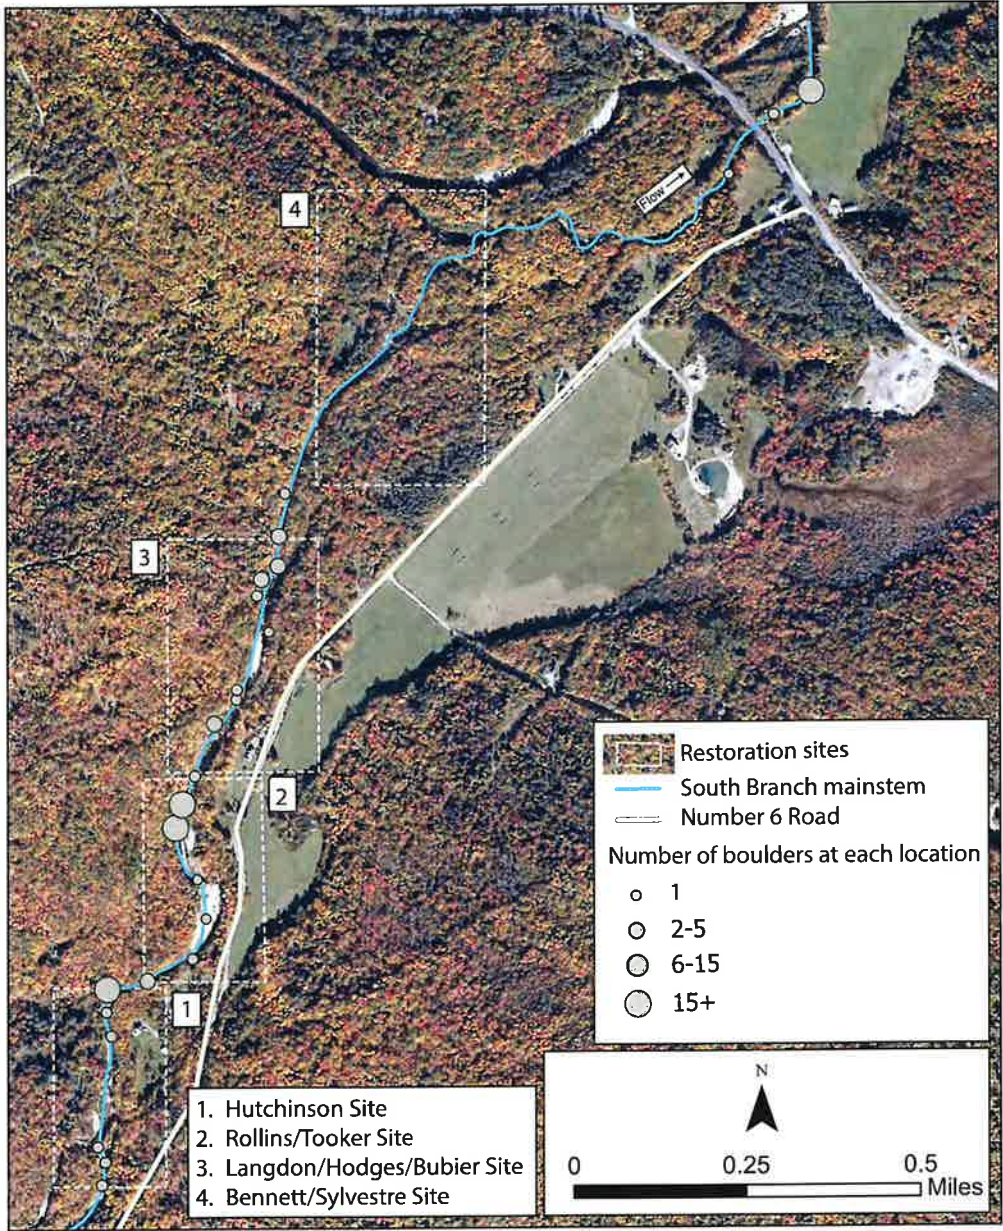 4
Flow
3
2
1
Restoration sites
South Branch mainstem
Number 6 Road
Number of boulders at each location
1
2-5
6-15
15+
1. Hutchinson Site
2. Rollins/Tooker Site
3. Langdon/Hodges/Bubier Site
4. Bennett/Sylvestre Site
N
0 0.25 0.5
Miles